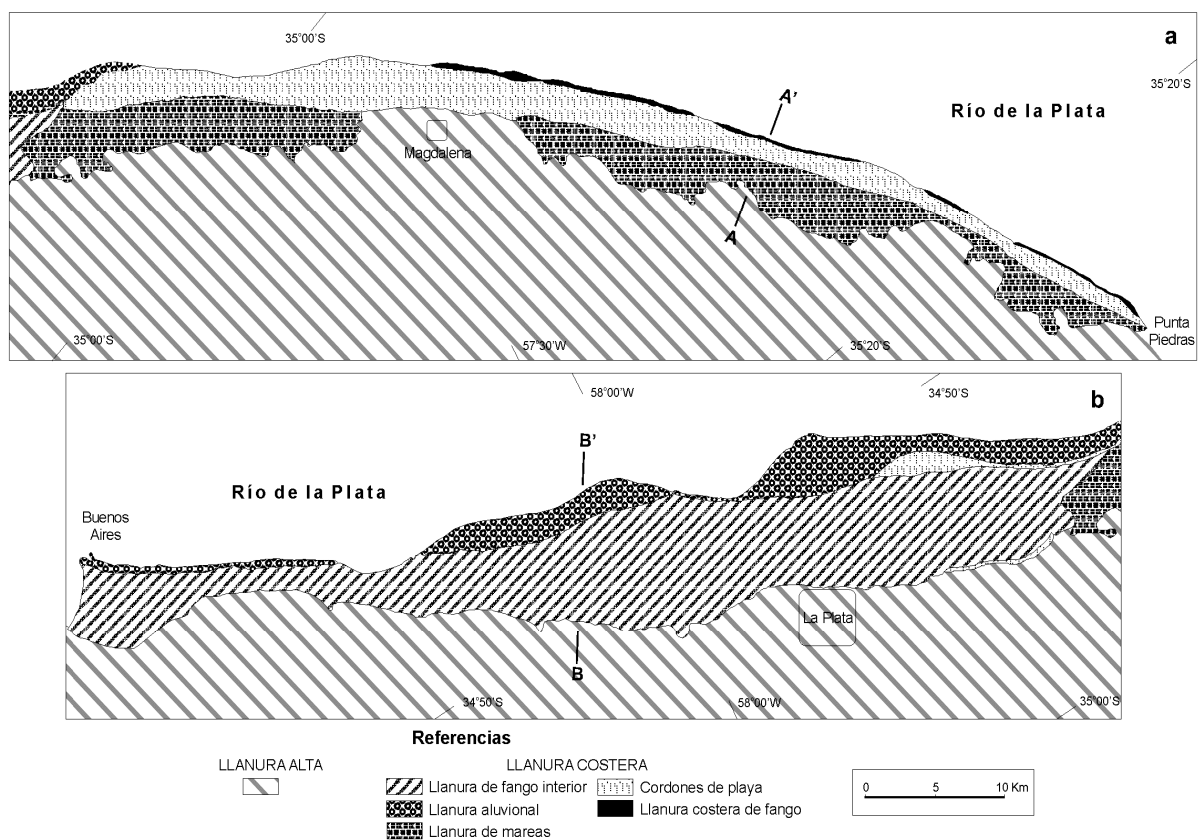 35°00'S
a
35°20'S
A'
Río de la Plata
Magdalena
A
Punta
Piedras
35°00'S
57°30'W
35°20'S
58°00'W
34°50'S
b
B'
Río de la Plata
Buenos
Aires
La Plata
B
34°50'S
58°00'W
35°00'S
Referencias
LLANURA ALTA
LLANURA COSTERA
Llanura de fango interior
Cordones de playa
Llanura aluvional
Llanura costera de fango
Llanura de mareas
0 5 10 Km